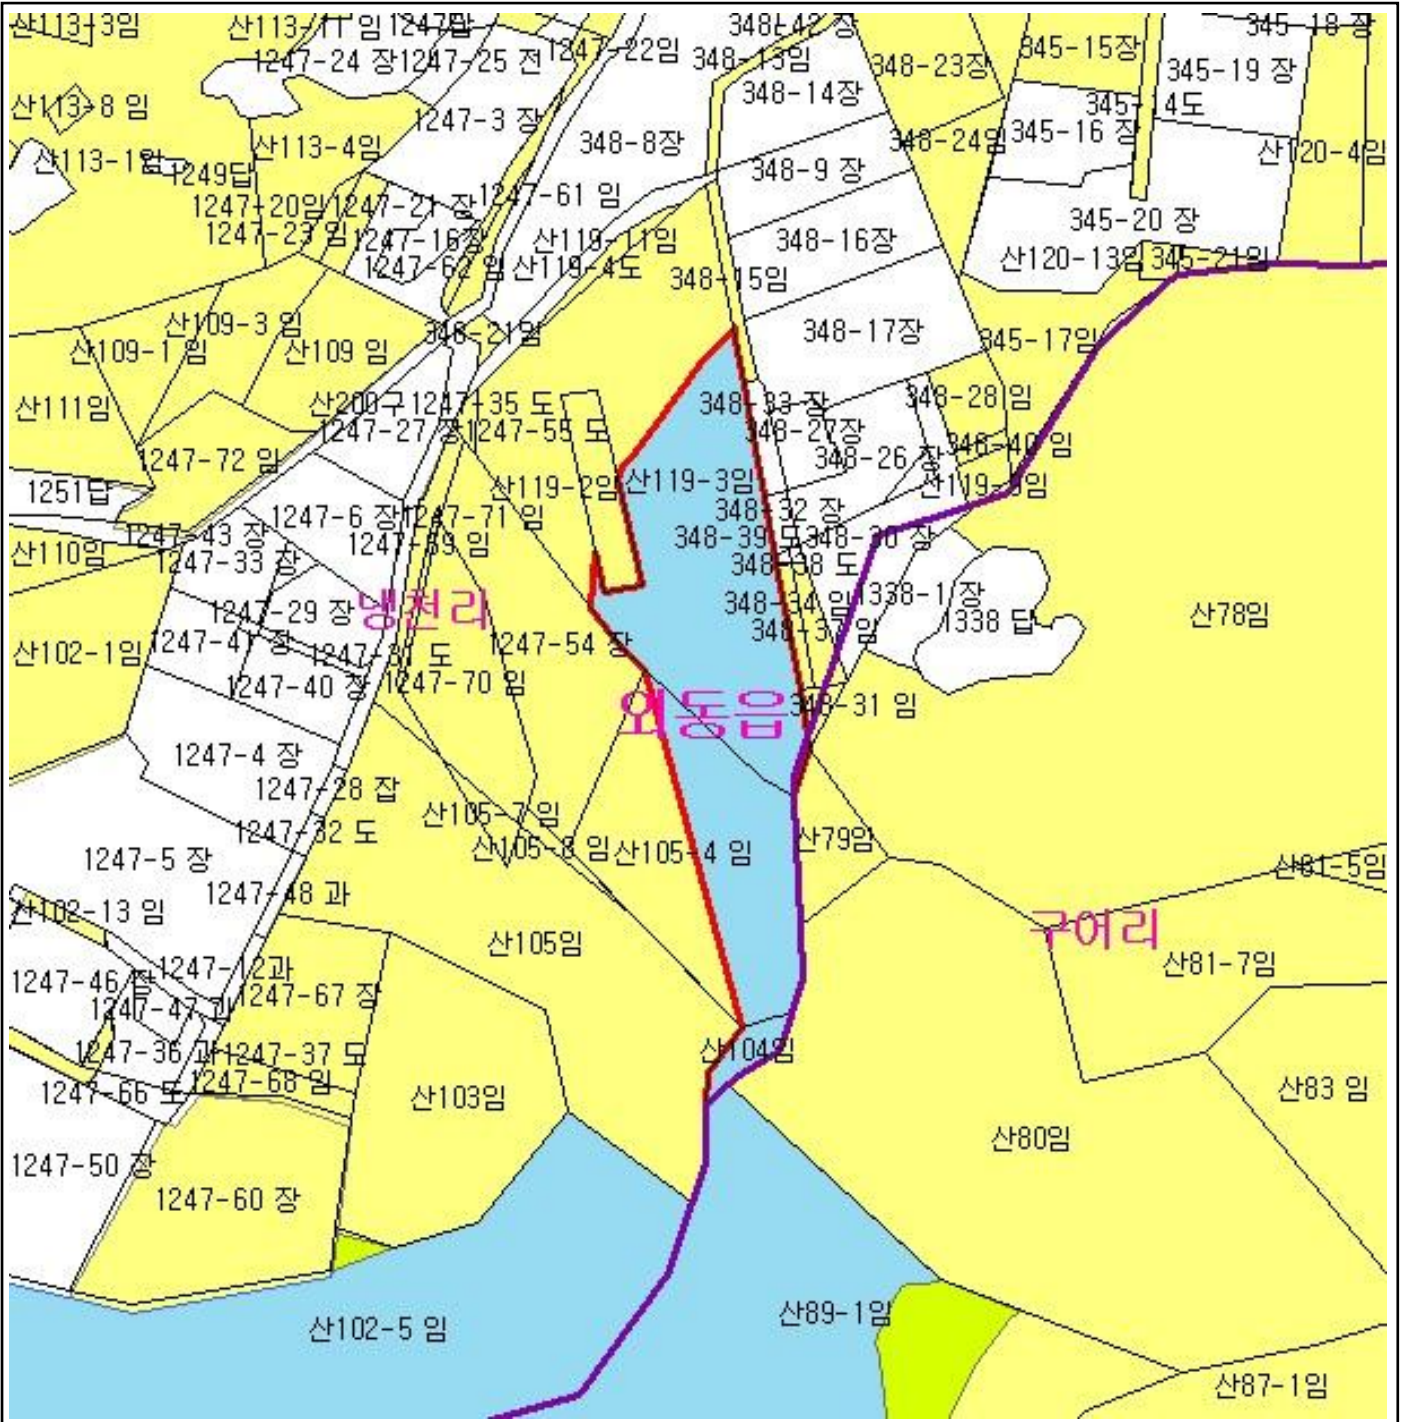 산113-3임
산113-11 임
1247답
1247-22임
348-42 장
345-18 장
1247-24 장
1247-25 전
348-13임
348-23장
345-15장
345-19 장
산113-8 임
1247-3 장
348-14장
345-14도
산113-1임
산113-4임
348-8장
348-24임
345-16 장
산120-4임
1249답
348-9 장
1247-20임
1247-21 장
1247-61 임
345-20 장
1247-23 임
1247-16장
산119-11임
348-16장
1247-62 임
산119-4도
348-15임
산120-13임
345-21임
산109-3 임
348-21임
348-17장
345-17임
산109-1 임
산109 임
산111임
산200구
1247-35 도
348-33 장
348-28임
1247-27 장
1247-55 도
348-27장
348-40 임
1247-72 임
348-26 장
1251답
산119-2임
산119-3임
산119-9임
1247-6 장
1247-71 임
348-32 장
1247-43 장
1247-59 임
348-39 도
348-30 장
산110임
1247-33 장
348-38 도
1247-29 장
냉천리
348-34 임
1338-1 장
산78임
1247-41 장
1247-54 장
348-37 임
1338 답
산102-1임
1247-31 도
1247-40 장
1247-70 임
외동읍
348-31 임
1247-4 장
1247-28 잡
산105-7 임
1247-32 도
산105-8 임
산105-4 임
산79임
1247-5 장
산81-5임
1247-48 과
산102-13 임
산105임
구어리
1247-46 장
1247-12과
산81-7임
1247-47 과
1247-67 장
1247-36 과
1247-37 도
산104임
1247-66 도
1247-68 임
산103임
산83 임
산80임
1247-50 장
1247-60 장
산102-5 임
산89-1임
산87-1임